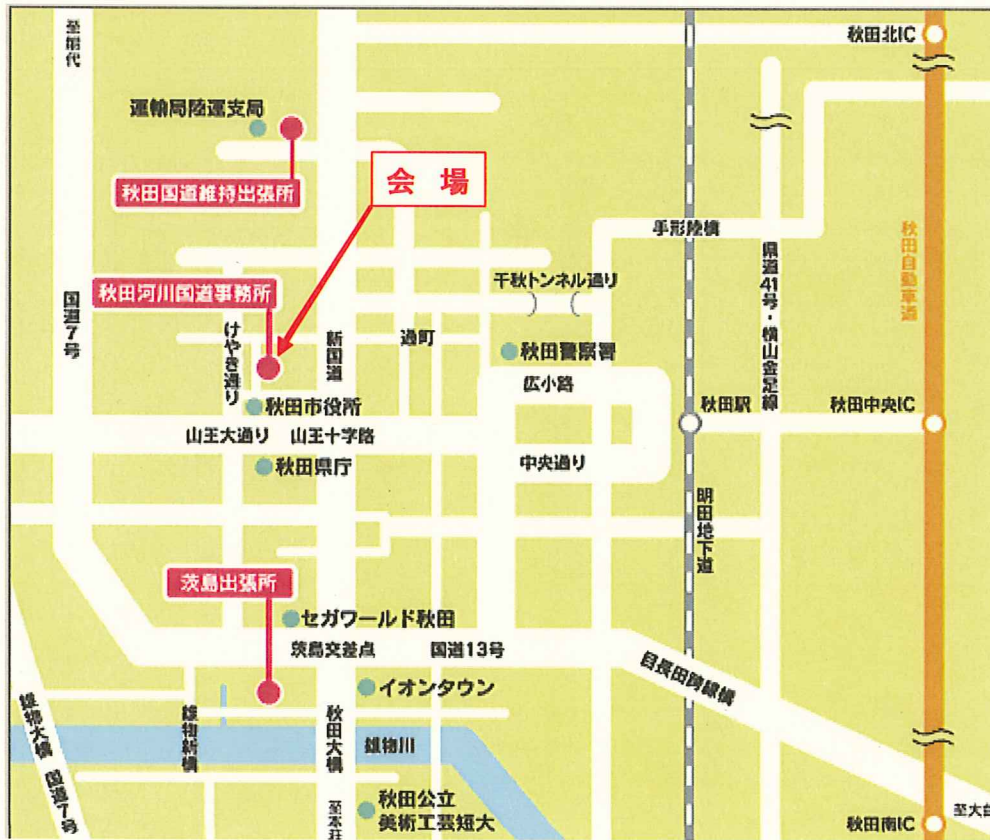 至能代
秋田北IC
運輸局陸運支局
秋田国道維持出張所
会 場
手形陸橋
秋田自動車道
県道41号・横山金足線
千秋トンネル通り
秋田河川国道事務所
国道7号
けやき通り
新国道
通町
秋田警察署
広小路
秋田市役所
秋田駅
秋田中央IC
山王大通り
山王十字路
中央通り
秋田県庁
明田地下道
茨島出張所
セガワールド秋田
茨島交差点
国道13号
目長田跨線橋
イオンタウン
雄物大橋
国道7号
雄物新橋
秋田大橋
雄物川
至本荘
秋田公立
美術工芸短大
秋田南IC